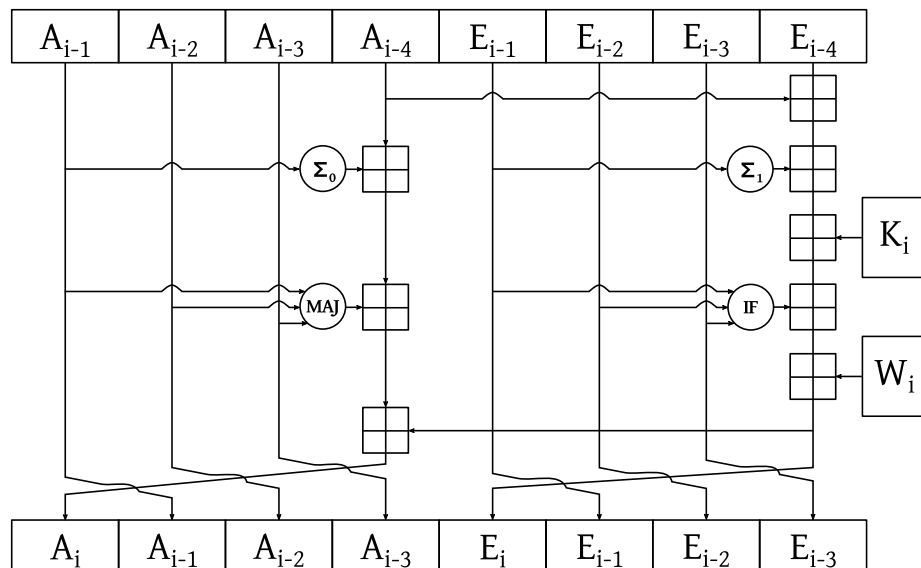 A_{i-1} A_{i-2} A_{i-3} A_{i-4} E_{i-1} E_{i-2} E_{i-3} E_{i-4}
Σ₀ Σ₁
K_i
MAJ IF
W_i
A_i A_{i-1} A_{i-2} A_{i-3} E_i E_{i-1} E_{i-2} E_{i-3}